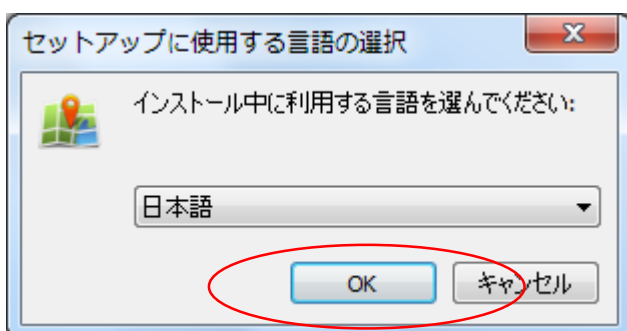 セットアップに使用する言語の選択
インストール中に利用する言語を選んでください:
日本語
OK
キャンセル